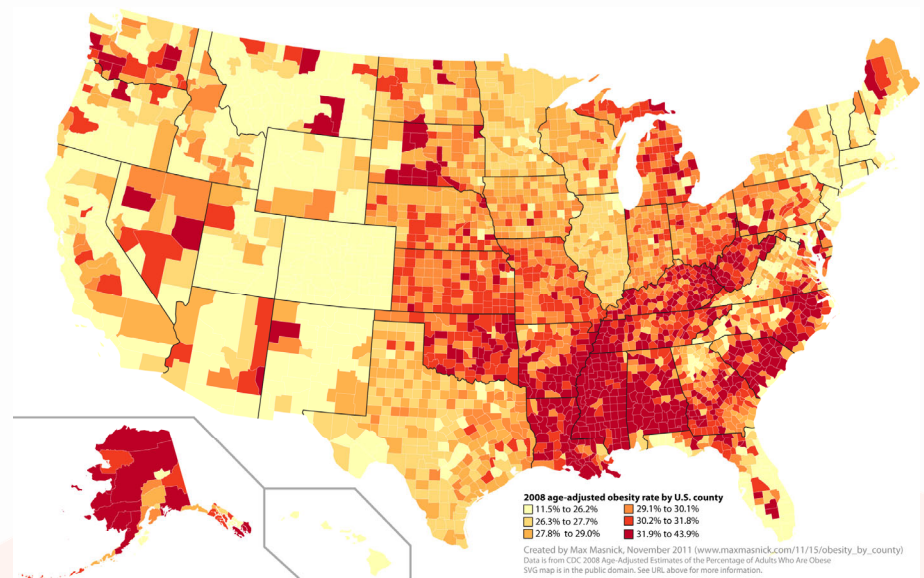 2008 age-adjusted obesity rate by U.S. county
11.5% to 26.2% 29.1% to 30.1%
26.3% to 27.7% 30.2% to 31.8%
27.8% to 29.0% 31.9% to 43.9%
Created by Max Masnick, November 2011 (www.maxmasnick.com/11/15/obesity_by_county)
Data is from CDC 2008 Age-Adjusted Estimates of the Percentage of Adults Who Are Obese
SVG map is in the public domain. See URL above for more information.